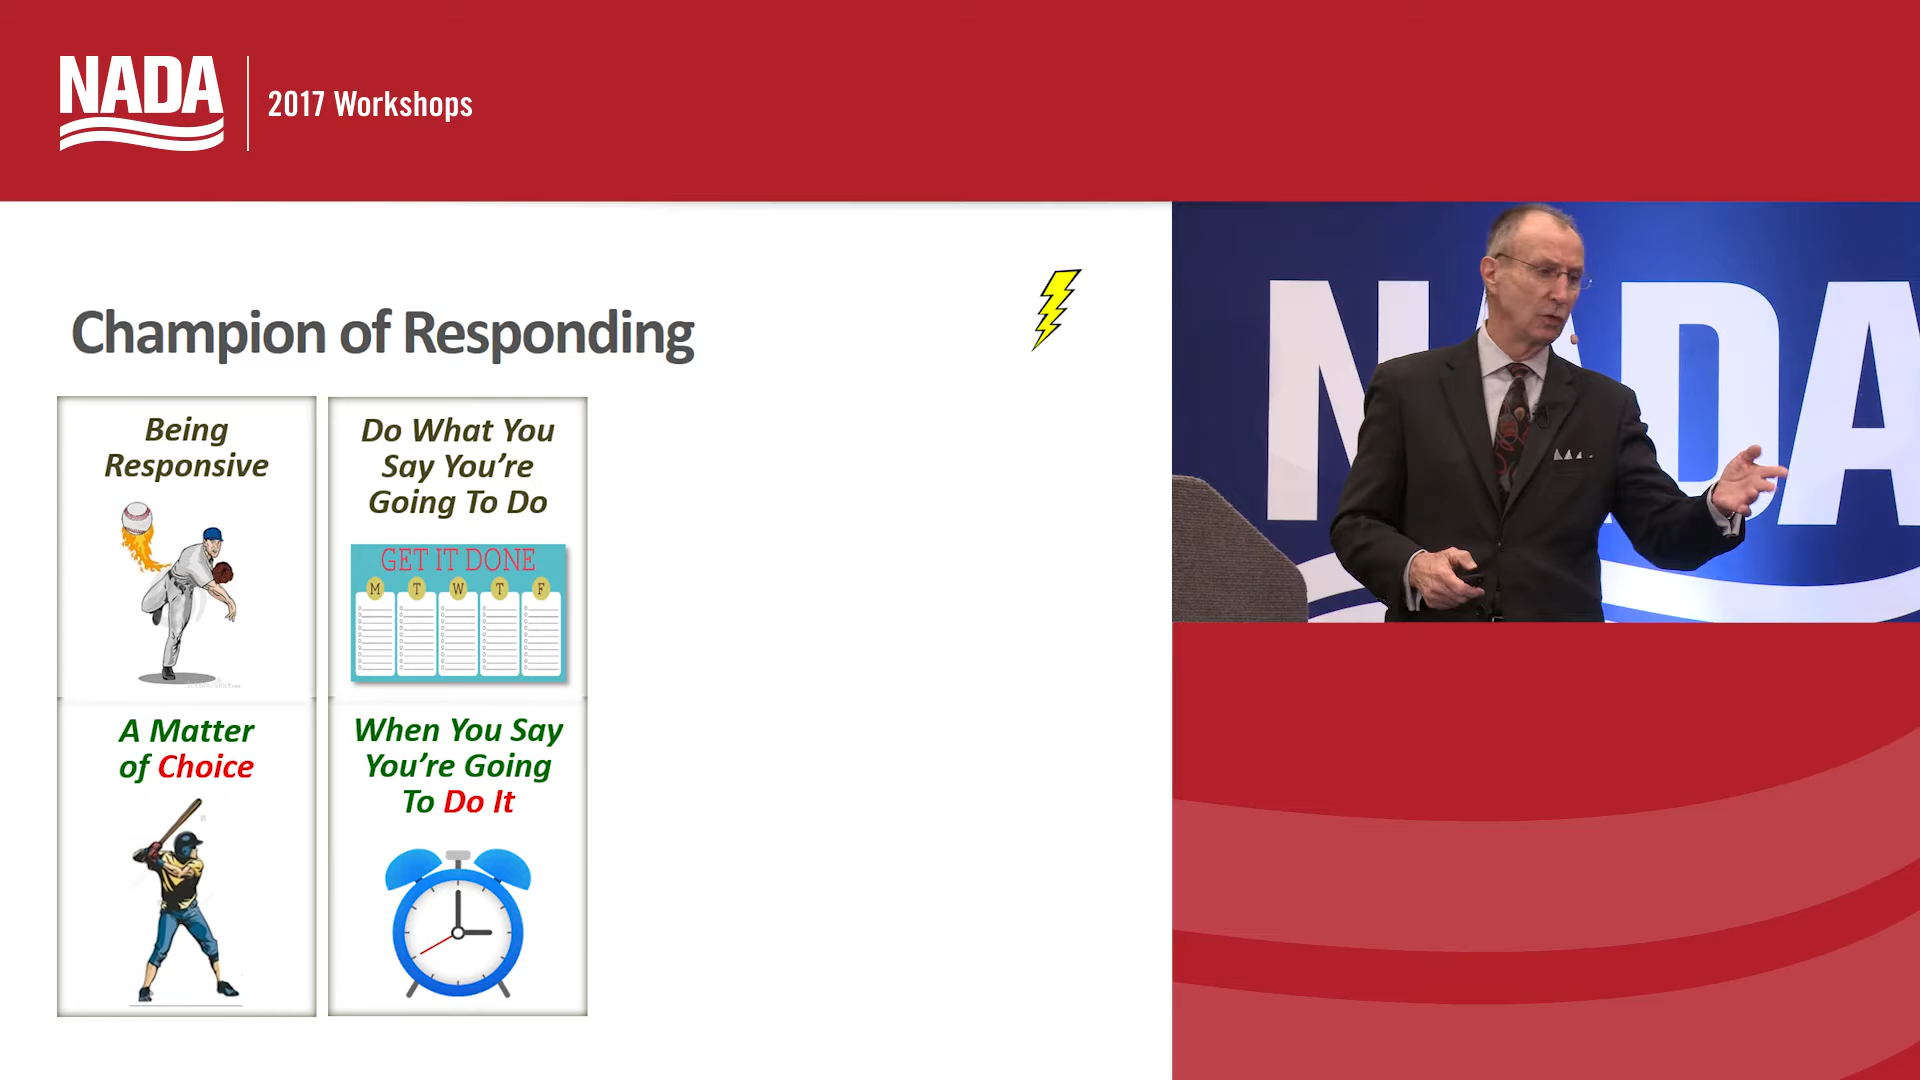 NADA
2017 Workshops
Champion of Responding
Being
Responsive
Do What You
Say You're
Going To Do
GET IT DONE
M T W T F
A Matter
of Choice
When You Say
You're Going
To Do It
NADA